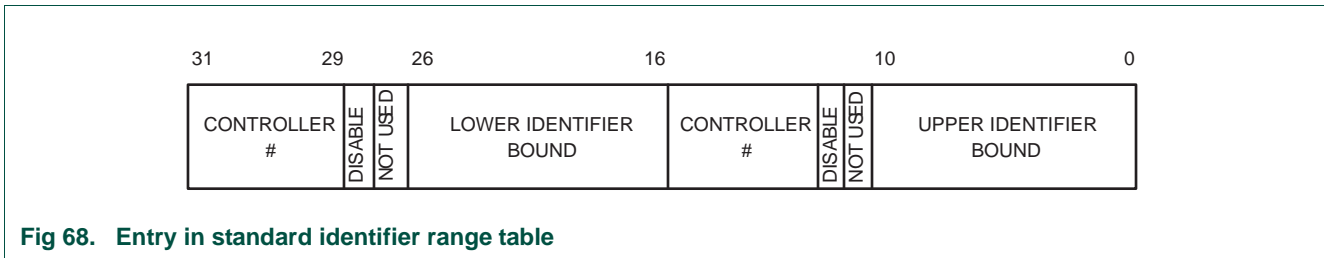 31 29 26 16 10 0
CONTROLLER
#
DISABLE
NOT USED
LOWER IDENTIFIER
BOUND
CONTROLLER
#
DISABLE
NOT USED
UPPER IDENTIFIER
BOUND
Fig 68. Entry in standard identifier range table